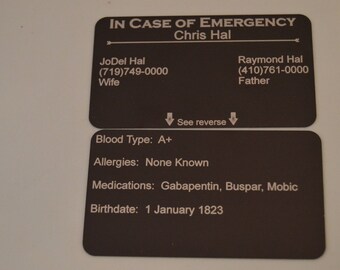 IN CASE OF EMERGENCY
Chris Hal
JoDel Hal Raymond Hal
(719)749-0000 (410)761-0000
Wife Father
See reverse
Blood Type: A+
Allergies: None Known
Medications: Gabapentin, Buspar, Mobic
Birthdate: 1 January 1823